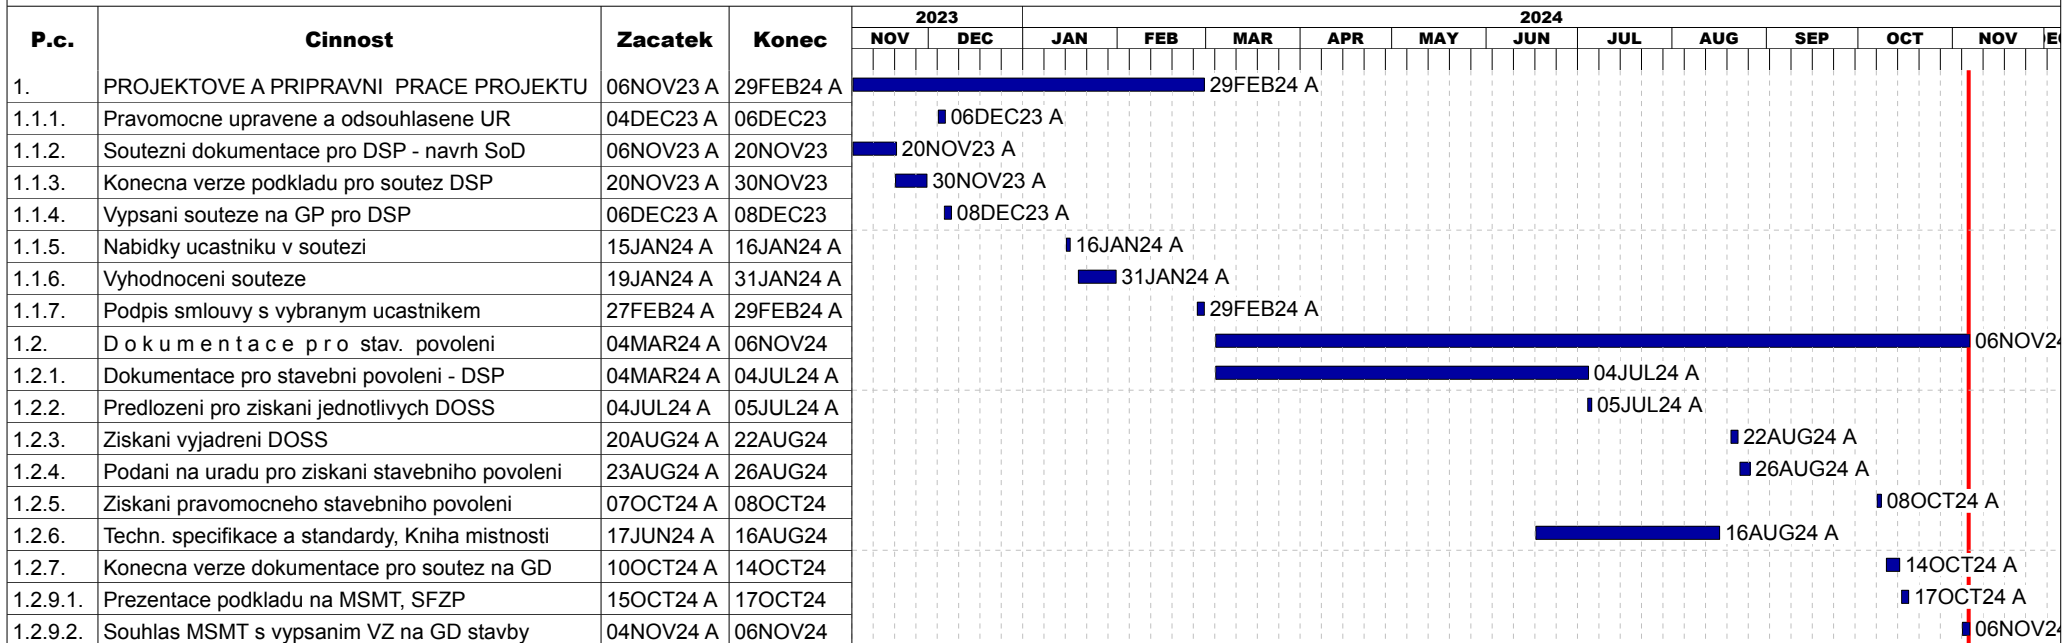 2023 2024
P.c. Cinnost Zacatek Konec NOV DEC JAN FEB MAR APR MAY JUN JUL AUG SEP OCT NOV
1. PROJEKTOVE A PRIPRAVNI PRACE PROJEKTU 06NOV23 A 29FEB24 A 29FEB24 A
1.1.1. Pravomocne upravene a odsouhlasene UR 04DEC23 A 06DEC23 06DEC23 A
1.1.2. Soutezni dokumentace pro DSP - navrh SoD 06NOV23 A 20NOV23 20NOV23 A
1.1.3. Konecna verze podkladu pro soutez DSP 20NOV23 A 30NOV23 30NOV23 A
1.1.4. Vypsani souteze na GP pro DSP 06DEC23 A 08DEC23 08DEC23 A
1.1.5. Nabidky ucastniku v soutezi 15JAN24 A 16JAN24 A 16JAN24 A
1.1.6. Vyhodnoceni souteze 19JAN24 A 31JAN24 A 31JAN24 A
1.1.7. Podpis smlouvy s vybranym ucastnikem 27FEB24 A 29FEB24 A 29FEB24 A
1.2. D o k u m e n t a c e p r o stav. povoleni 04MAR24 A 06NOV24 06NOV24
1.2.1. Dokumentace pro stavebni povoleni - DSP 04MAR24 A 04JUL24 A 04JUL24 A
1.2.2. Predlozeni pro ziskani jednotlivych DOSS 04JUL24 A 05JUL24 A 05JUL24 A
1.2.3. Ziskani vyjadreni DOSS 20AUG24 A 22AUG24 22AUG24 A
1.2.4. Podani na uradu pro ziskani stavebniho povoleni 23AUG24 A 26AUG24 26AUG24 A
1.2.5. Ziskani pravomocneho stavebniho povoleni 07OCT24 A 08OCT24 08OCT24 A
1.2.6. Techn. specifikace a standardy, Kniha mistnosti 17JUN24 A 16AUG24 16AUG24 A
1.2.7. Konecna verze dokumentace pro soutez na GD 10OCT24 A 14OCT24 14OCT24 A
1.2.9.1. Prezentace podkladu na MSMT, SFZP 15OCT24 A 17OCT24 17OCT24 A
1.2.9.2. Souhlas MSMT s vypsanim VZ na GD stavby 04NOV24 A 06NOV24 06NOV24